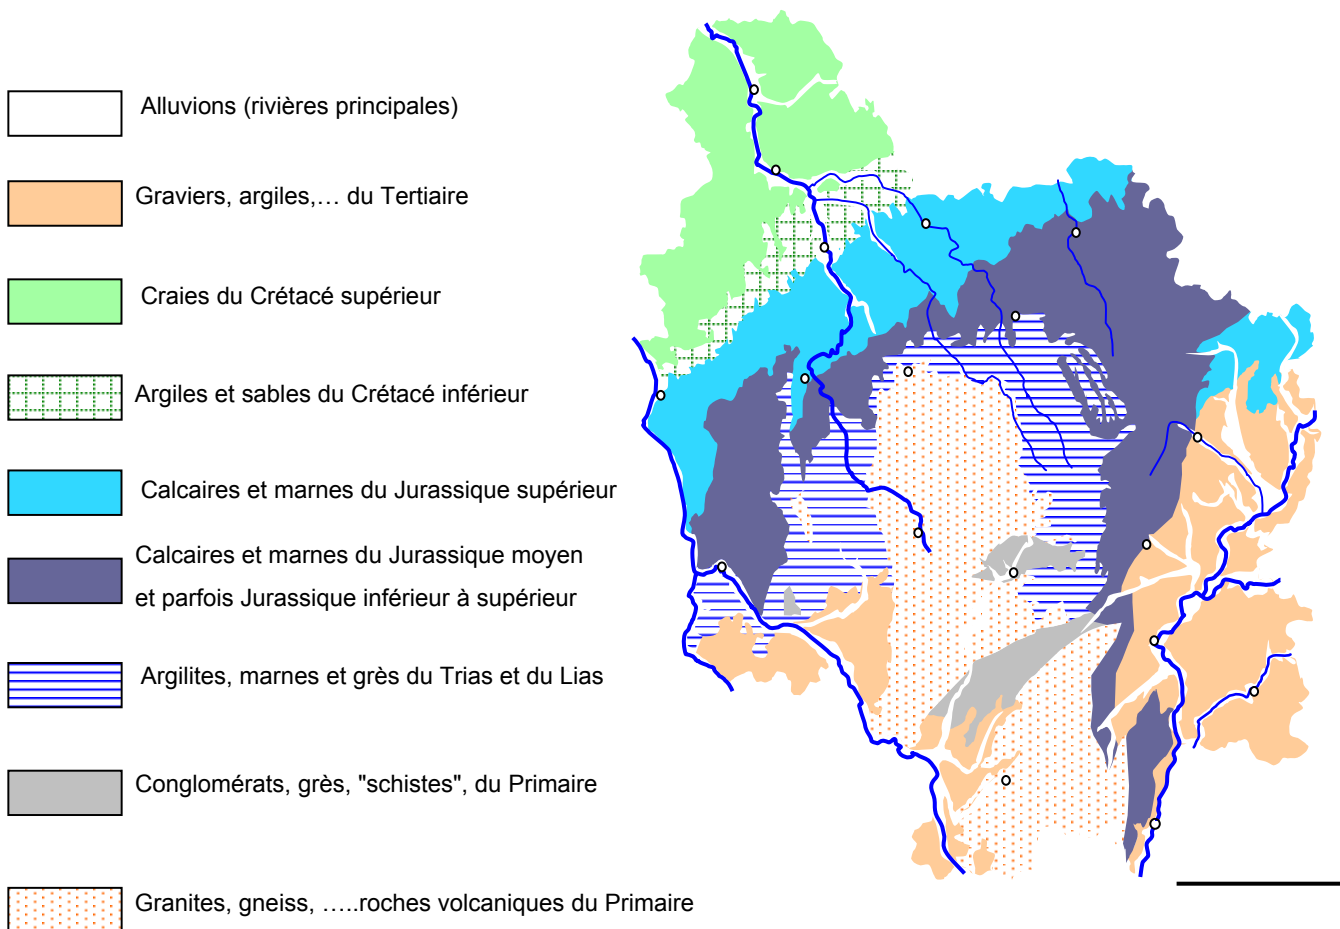 Alluvions (rivières principales)
Graviers, argiles,… du Tertiaire
Craies du Crétacé supérieur
Argiles et sables du Crétacé inférieur
Calcaires et marnes du Jurassique supérieur
Calcaires et marnes du Jurassique moyen
et parfois Jurassique inférieur à supérieur
Argilites, marnes et grès du Trias et du Lias
Conglomérats, grès, "schistes", du Primaire
Granites, gneiss, …..roches volcaniques du Primaire